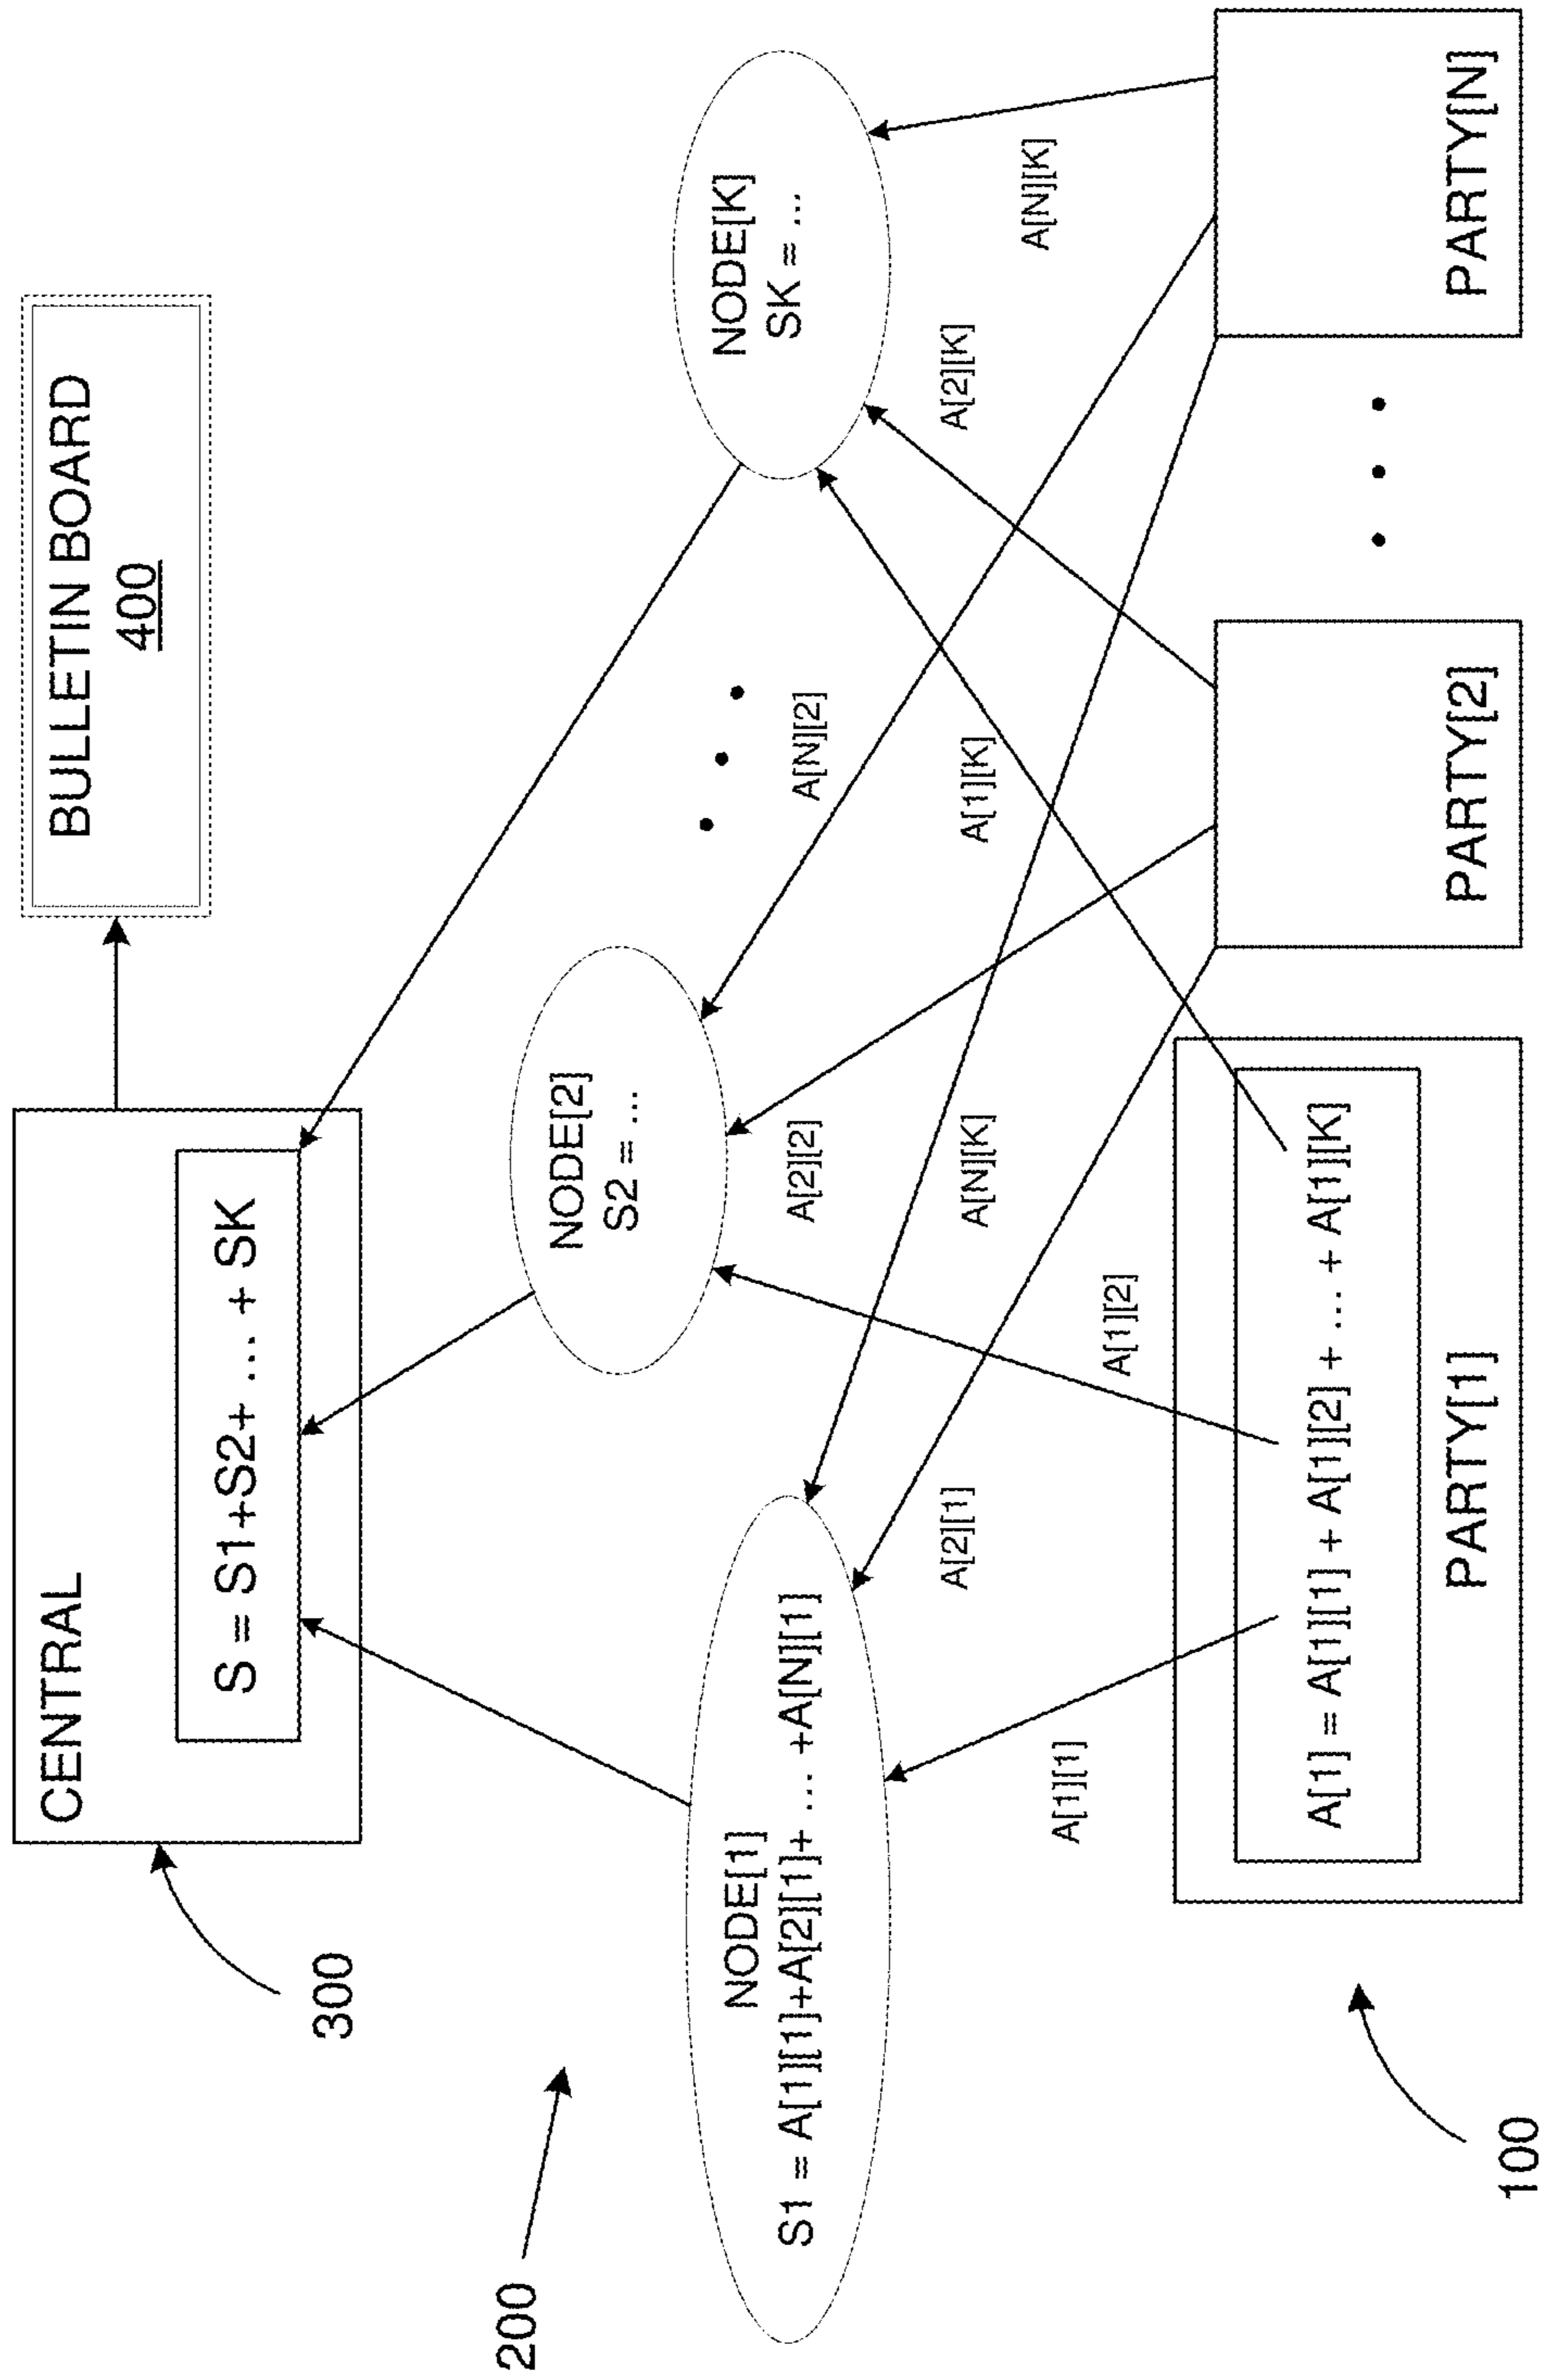 CENTRAL
S = S1+S2+ ... + SK
BULLETIN BOARD
400
300
200
NODE[1]
S1 = A[1][1]+A[2][1]+ ... +A[N][1]
NODE[2]
S2 = ...
NODE[K]
SK = ...
A[N][2]
A[2][2]
A[2][1]
A[N][K]
A[1][K]
A[2][K]
A[N][K]
A[1][1]
A[1][2]
A[1] = A[1][1] + A[1][2] + ... + A[1][K]
PARTY[1]
PARTY[2]
PARTY[N]
100